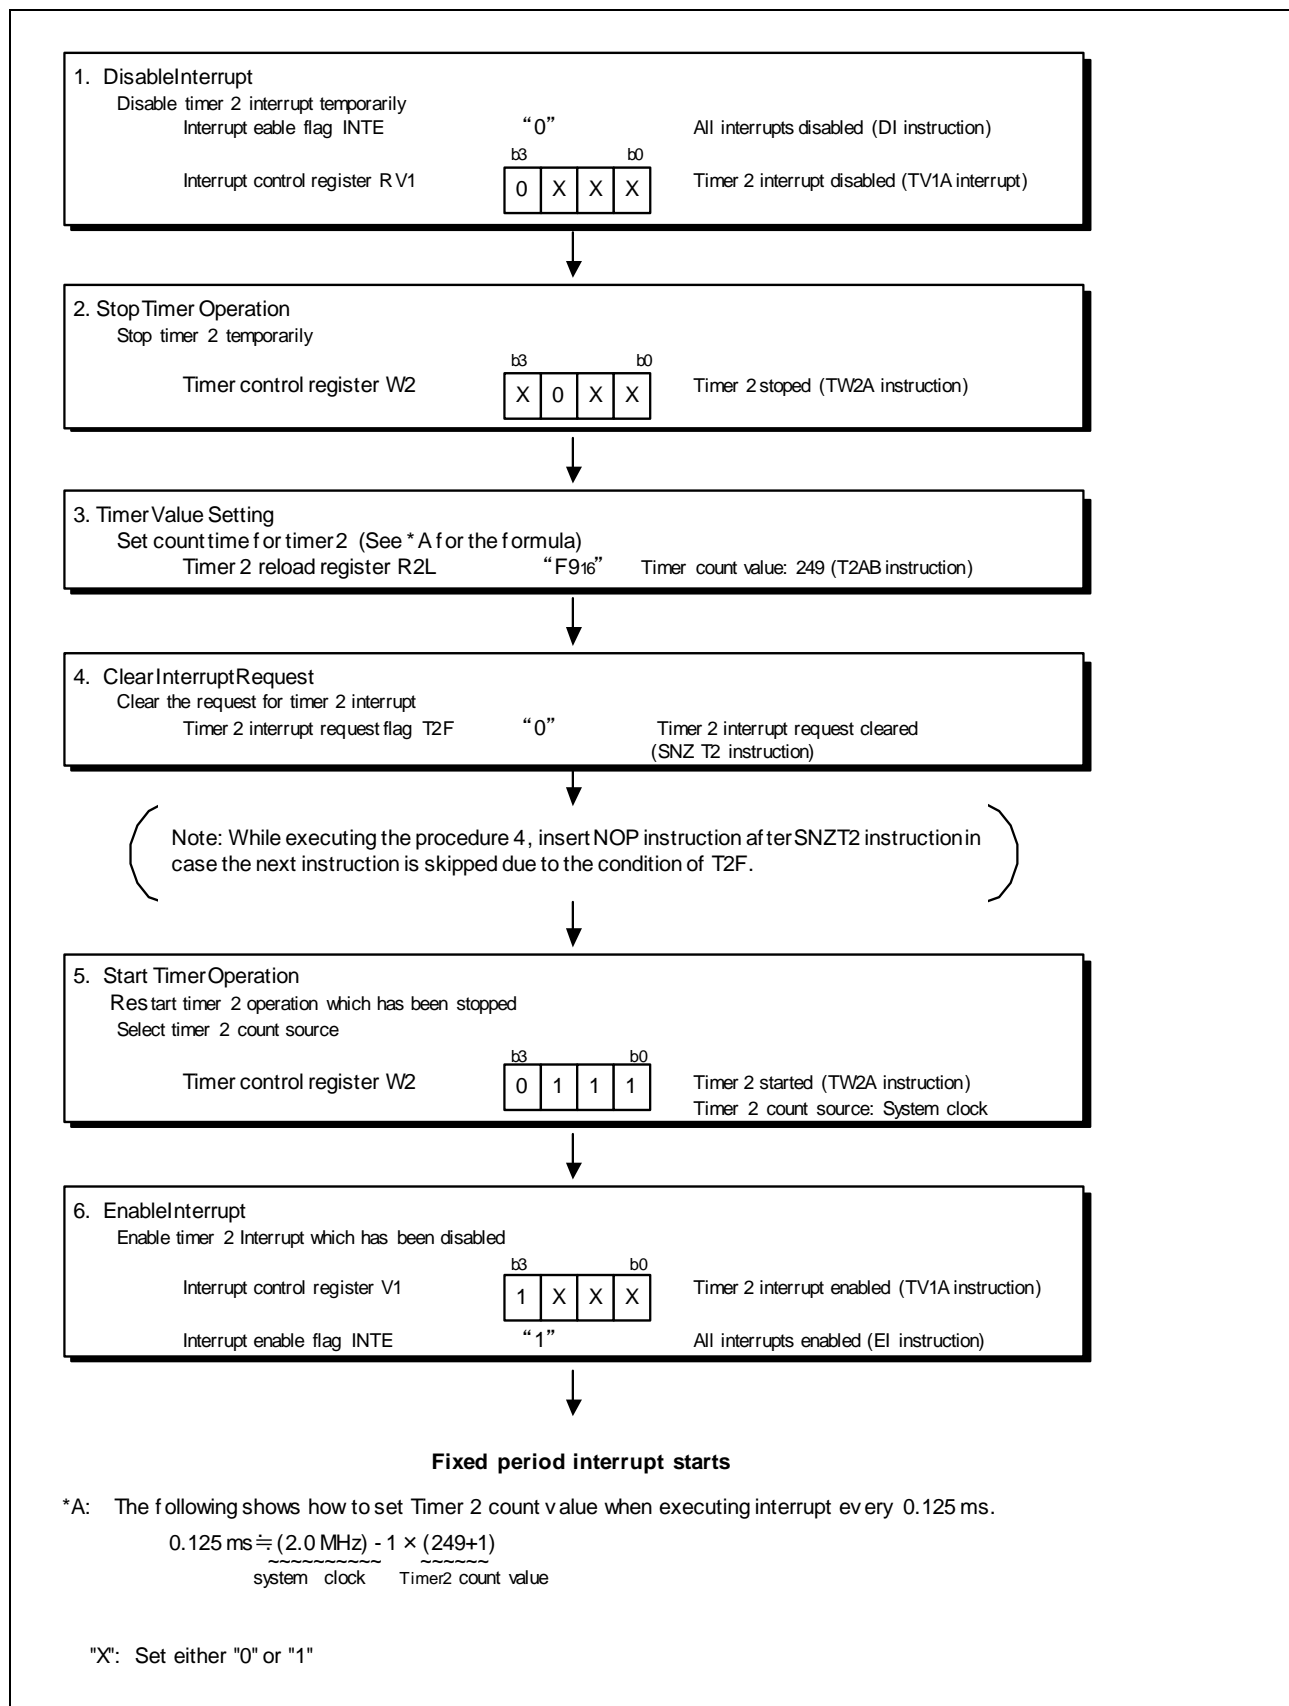 1. DisableInterrupt
Disable timer 2 interrupt temporarily
Interrupt eable flag INTE “0” All interrupts disabled (DI instruction)
b3 b0
Interrupt control register R V1 0 X X X Timer 2 interrupt disabled (TV1A interrupt)
2. Stop Timer Operation
Stop timer 2 temporarily
b3 b0
Timer control register W2 X 0 X X Timer 2 stoped (TW2A instruction)
3. Timer Value Setting
Set count time for timer 2 (See *A for the formula)
Timer 2 reload register R2L “F916” Timer count value: 249 (T2AB instruction)
4. Clear Interrupt Request
Clear the request for timer 2 interrupt
Timer 2 interrupt request flag T2F “0” Timer 2 interrupt request cleared
(SNZ T2 instruction)
Note: While executing the procedure 4, insert NOP instruction after SNZT2 instruction in
case the next instruction is skipped due to the condition of T2F.
5. Start Timer Operation
Restart timer 2 operation which has been stopped
Select timer 2 count source
b3 b0
Timer control register W2 0 1 1 1 Timer 2 started (TW2A instruction)
Timer 2 count source: System clock
6. EnableInterrupt
Enable timer 2 Interrupt which has been disabled
b3 b0
Interrupt control register V1 1 X X X Timer 2 interrupt enabled (TV1A instruction)
Interrupt enable flag INTE “1” All interrupts enabled (EI instruction)
Fixed period interrupt starts
*A: The following shows how to set Timer 2 count value when executing interrupt every 0.125 ms.
0.125 ms ≒ (2.0 MHz) - 1 × (249+1)
~~~~~~~~~~ ~~~~~~
system clock Timer2 count value
"X": Set either "0" or "1"